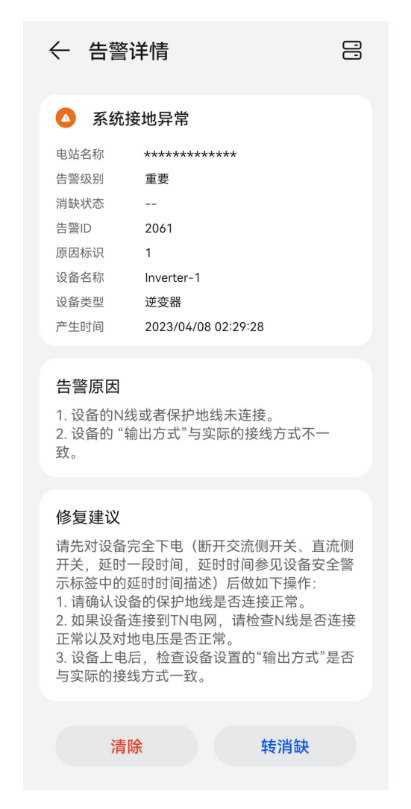 告警详情
系统接地异常
电站名称 *************
告警级别 重要
消缺状态 --
告警ID 2061
原因标识 1
设备名称 Inverter-1
设备类型 逆变器
产生时间 2023/04/08 02:29:28
告警原因
1. 设备的N线或者保护地线未连接。
2. 设备的 “输出方式”与实际的接线方式不一
致。
修复建议
请先对设备完全下电（断开交流侧开关、直流侧
开关，延时一段时间，延时时间参见设备安全警
示标签中的延时时间描述）后做如下操作：
1. 请确认设备的保护地线是否连接正常。
2. 如果设备连接到TN电网，请检查N线是否连接
正常以及对地电压是否正常。
3. 设备上电后，检查设备设置的“输出方式”是否
与实际的接线方式一致。
清除 转消缺